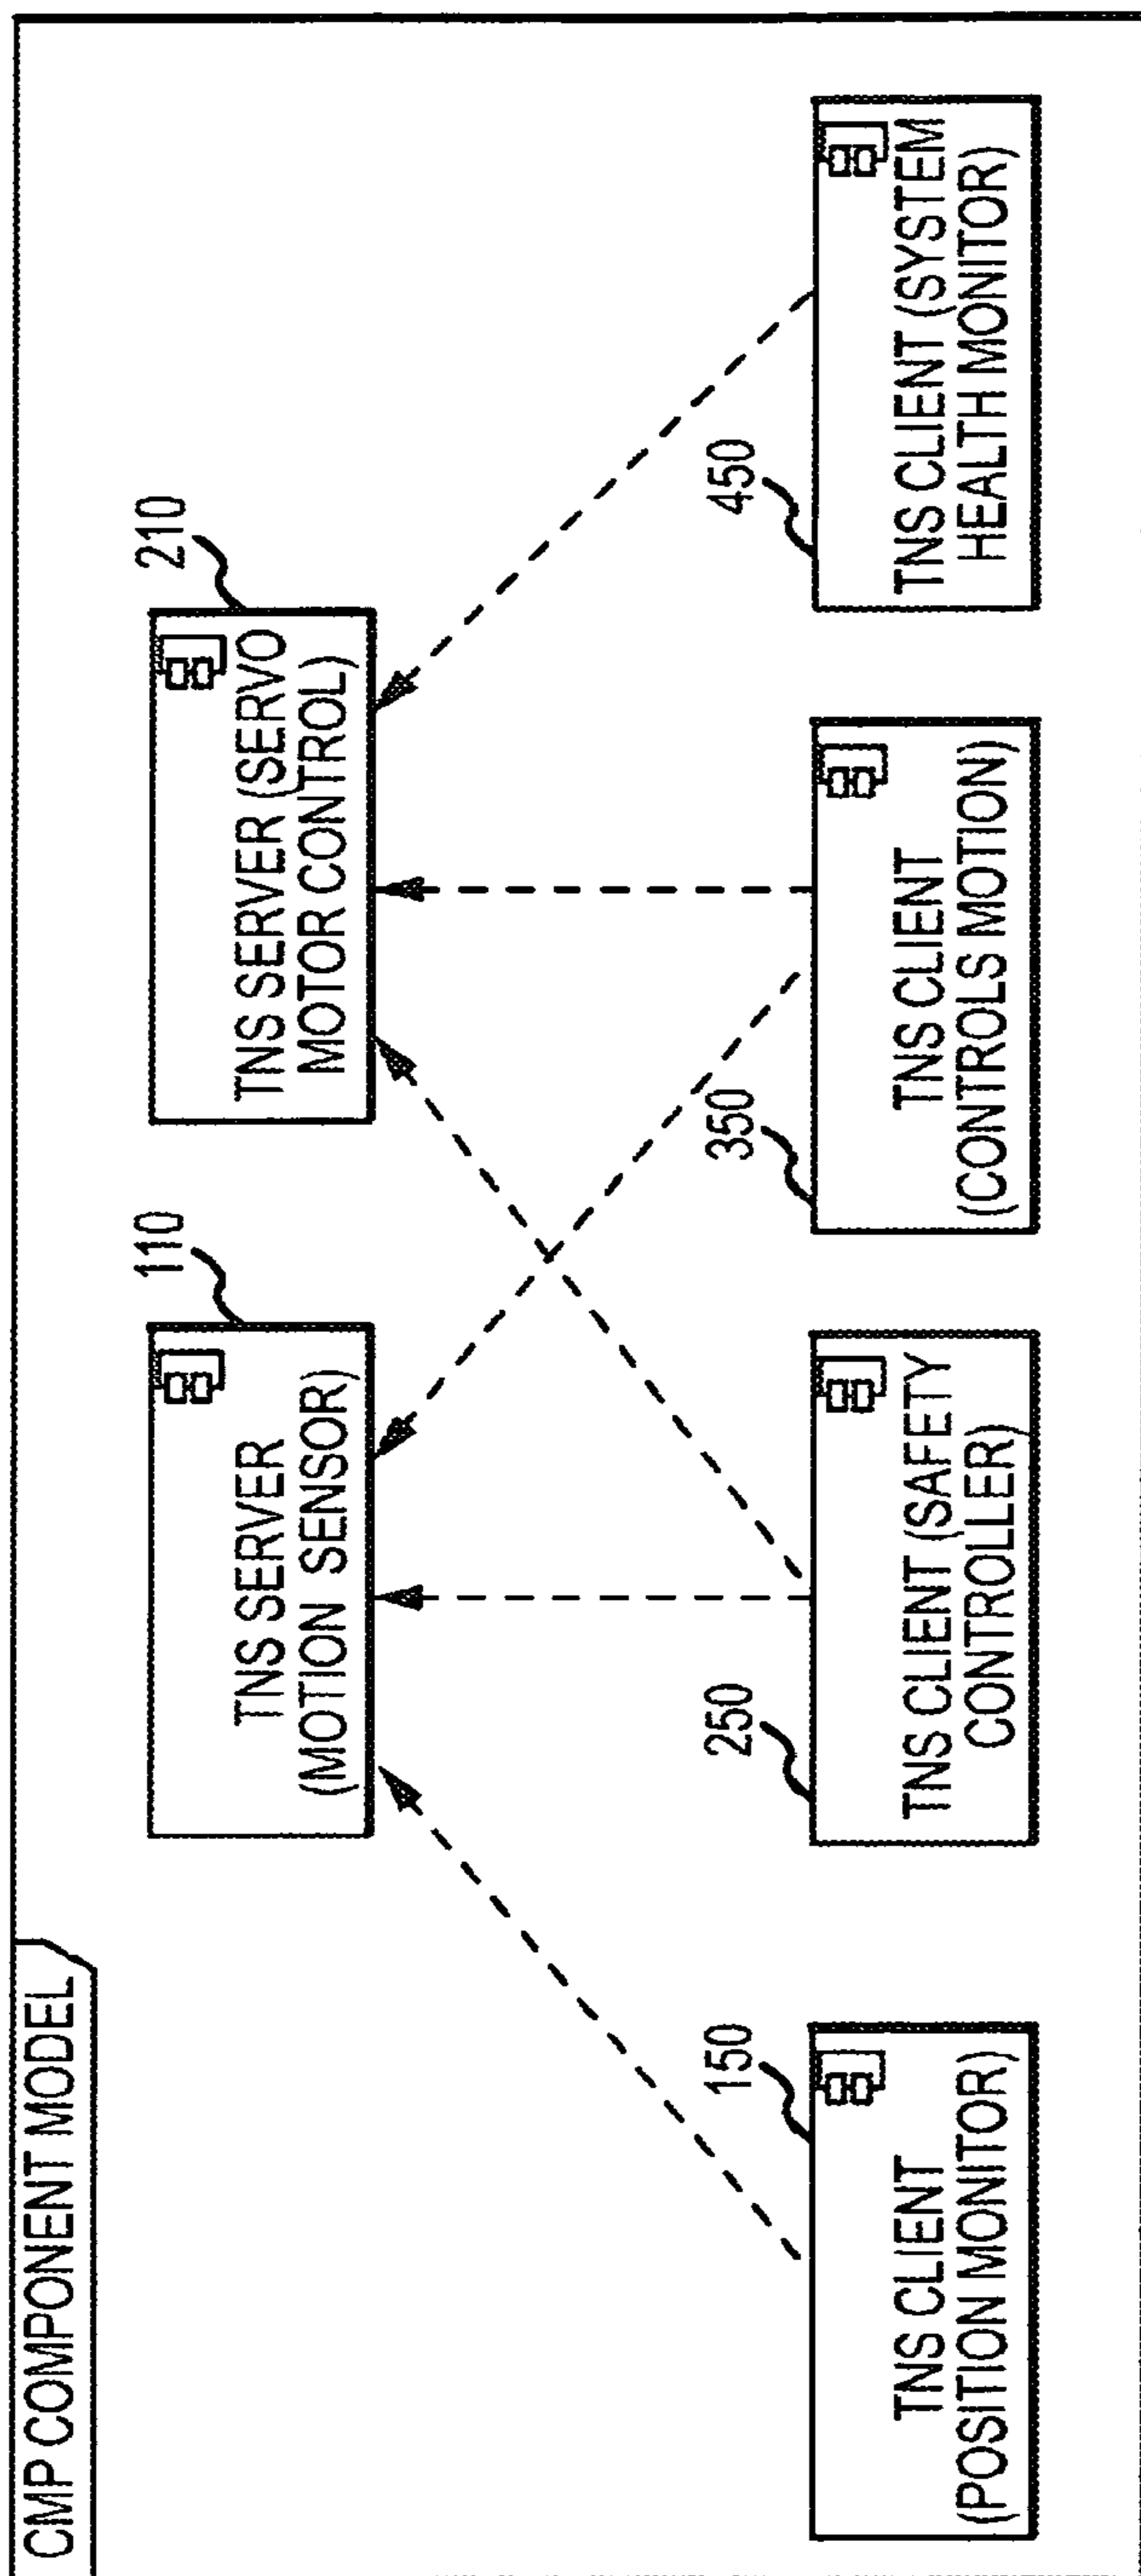 CMP COMPONENT MODEL
110
TNS SERVER
(MOTION SENSOR)
210
TNS SERVER (SERVO
MOTOR CONTROL)
150
TNS CLIENT
(POSITION MONITOR)
250
TNS CLIENT (SAFETY
CONTROLLER)
350
TNS CLIENT
(CONTROLS MOTION)
450
TNS CLIENT (SYSTEM
HEALTH MONITOR)